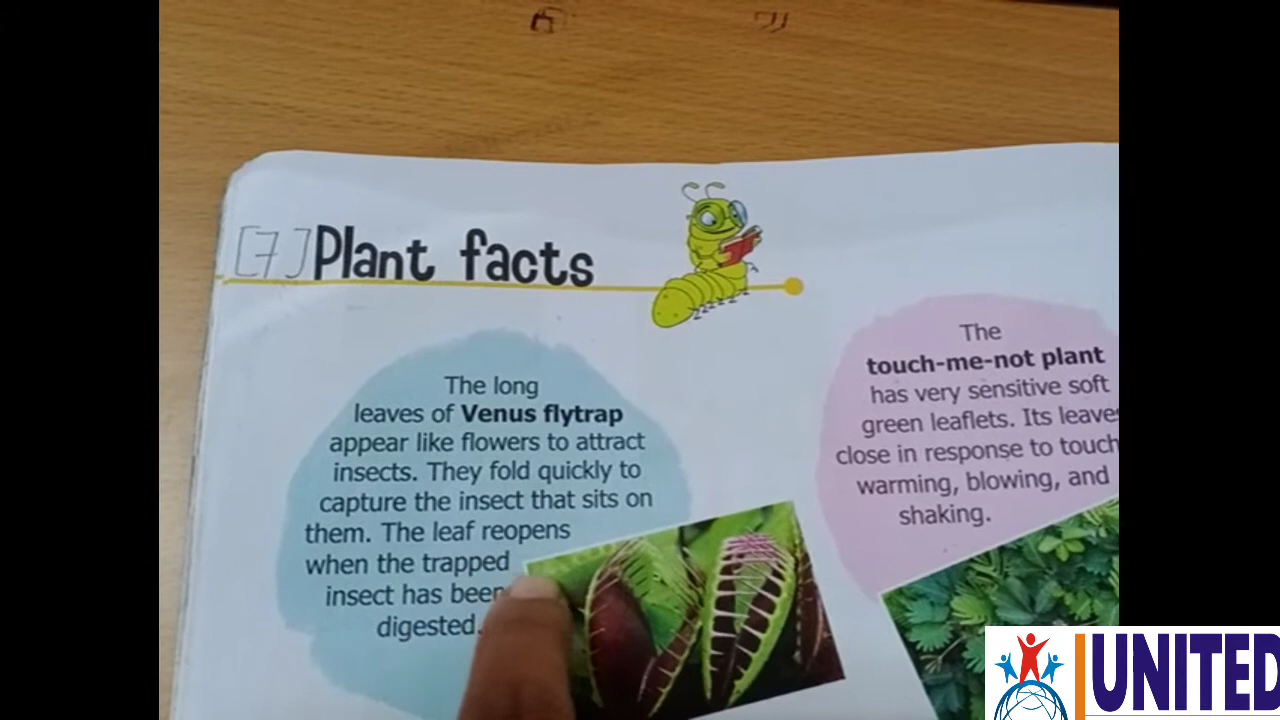 [7] Plant facts
The long
leaves of Venus flytrap
appear like flowers to attract
insects. They fold quickly to
capture the insect that sits on
them. The leaf reopens
when the trapped
insect has been
digested.
The
touch-me-not plant
has very sensitive soft
green leaflets. Its leaves
close in response to touch
warming, blowing, and
shaking.
UNITED